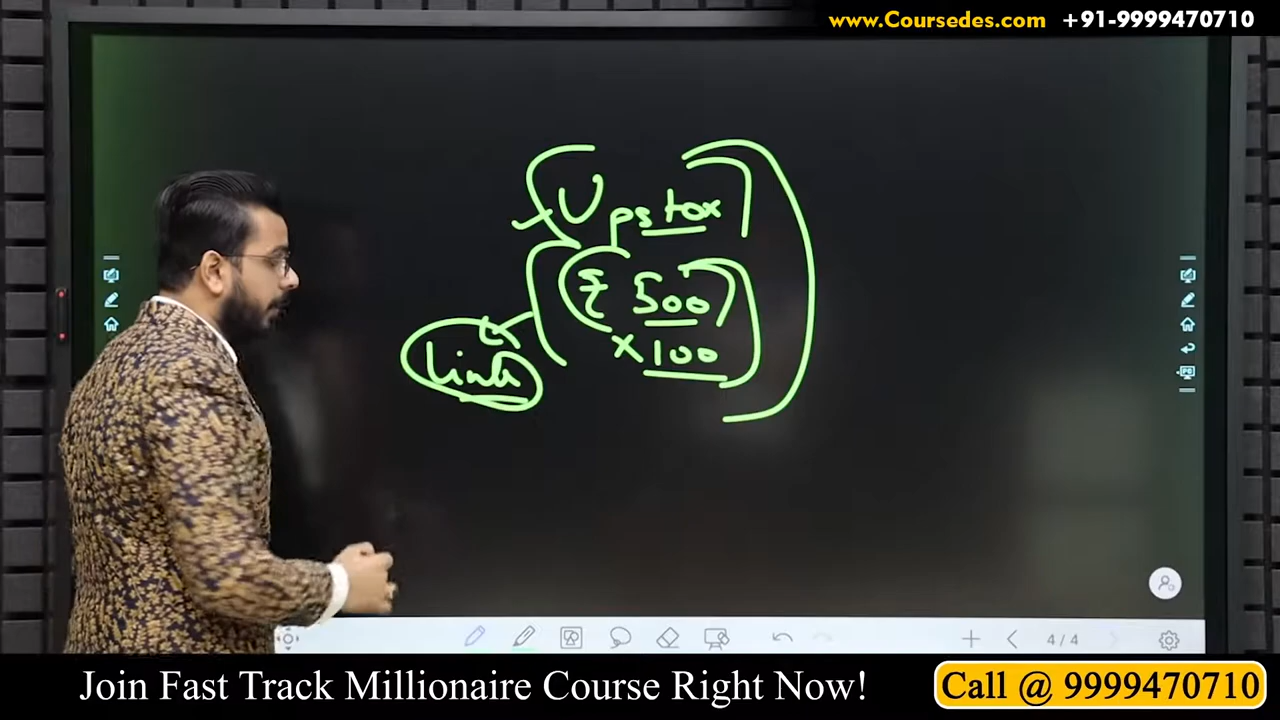 www.Coursedes.com +91-9999470710
Upstox
₹ 500
× 100
Link
4/4
Join Fast Track Millionaire Course Right Now!
Call @ 9999470710